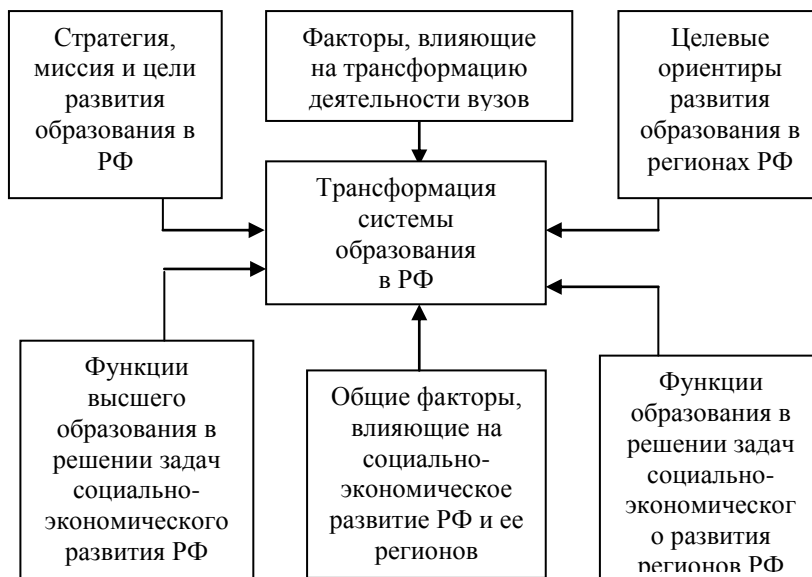 Стратегия,
миссия и цели
развития
образования в
РФ
Факторы, влияющие
на трансформацию
деятельности вузов
Целевые
ориентиры
развития
образования в
регионах РФ
Трансформация
системы
образования
в РФ
Функции
высшего
образования в
решении задач
социально-
экономического
развития РФ
Общие факторы,
влияющие на
социально-
экономическое
развитие РФ и ее
регионов
Функции
образования в
решении задач
социально-
экономическог
о развития
регионов РФ